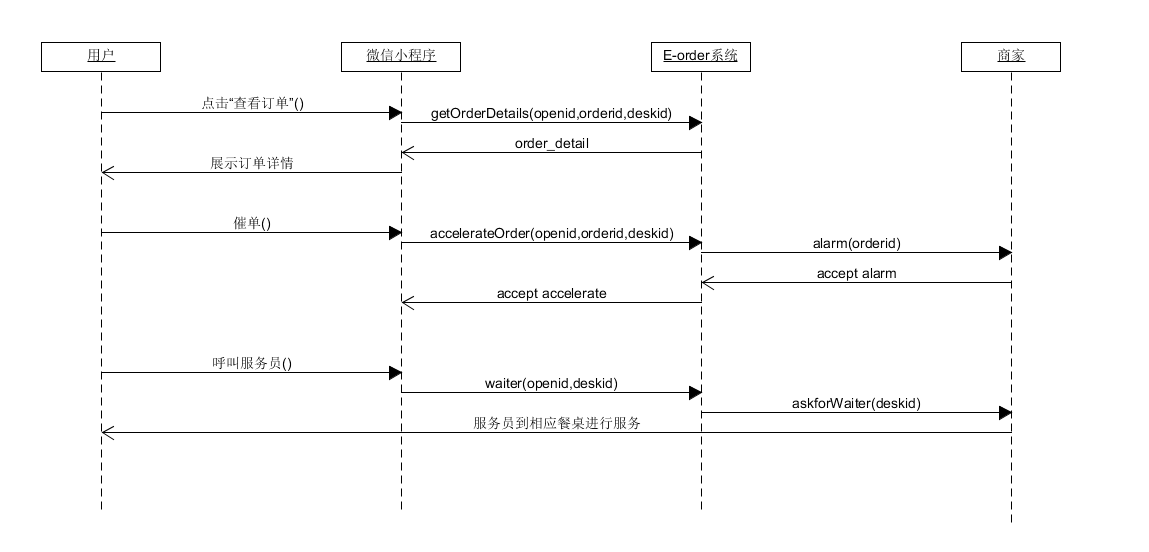 用户
微信小程序
E-order系统
商家
点击“查看订单”()
getOrderDetails(openid,orderid,deskid)
order_detail
展示订单详情
催单()
accelerateOrder(openid,orderid,deskid)
alarm(orderid)
accept alarm
accept accelerate
呼叫服务员()
waiter(openid,deskid)
askforWaiter(deskid)
服务员到相应餐桌进行服务